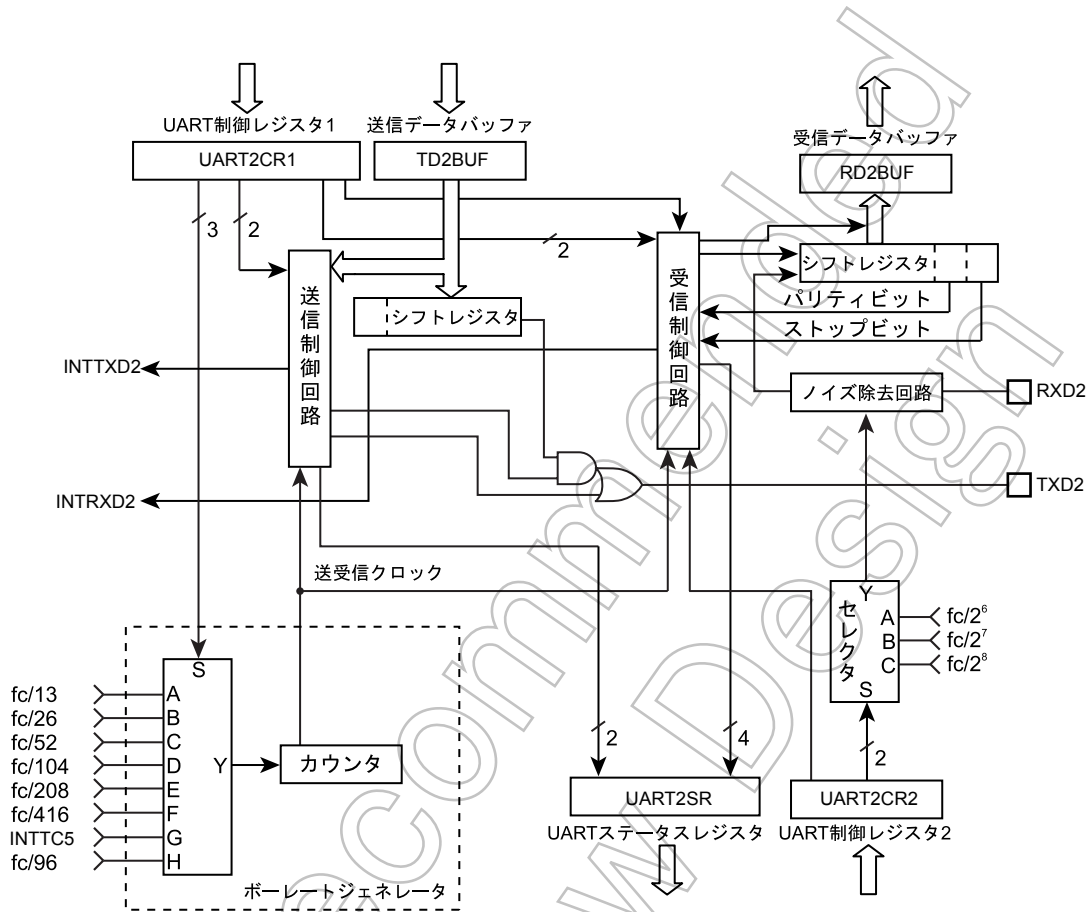 UART制御レジスタ1
UART2CR1
送信データバッファ
TD2BUF
受信データバッファ
RD2BUF
3
2
2
送信制御回路
シフトレジスタ
受信制御回路
シフトレジスタ
パリティビット
ストップビット
ノイズ除去回路
RXD2
INTTXD2
INTRXD2
TXD2
送受信クロック
セレクタ
Y
A
B
C
S
fc/2⁶
fc/2⁷
fc/2⁸
2
4
2
fc/13
fc/26
fc/52
fc/104
fc/208
fc/416
INTTC5
fc/96
S
A
B
C
D
E
F
G
H
Y
カウンタ
ボーレートジェネレータ
UART2SR
UARTステータスレジスタ
UART2CR2
UART制御レジスタ2
ecommended
w Design